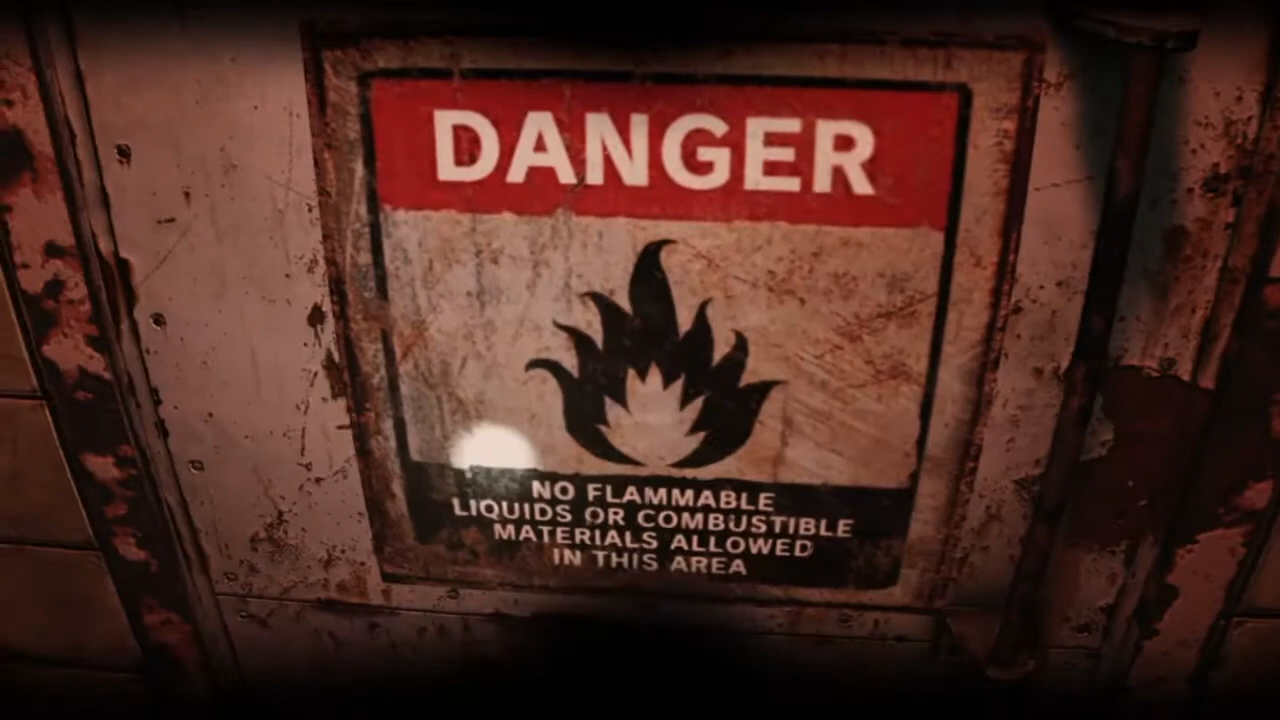 DANGER
NO FLAMMABLE
LIQUIDS OR COMBUSTIBLE
MATERIALS ALLOWED
IN THIS AREA